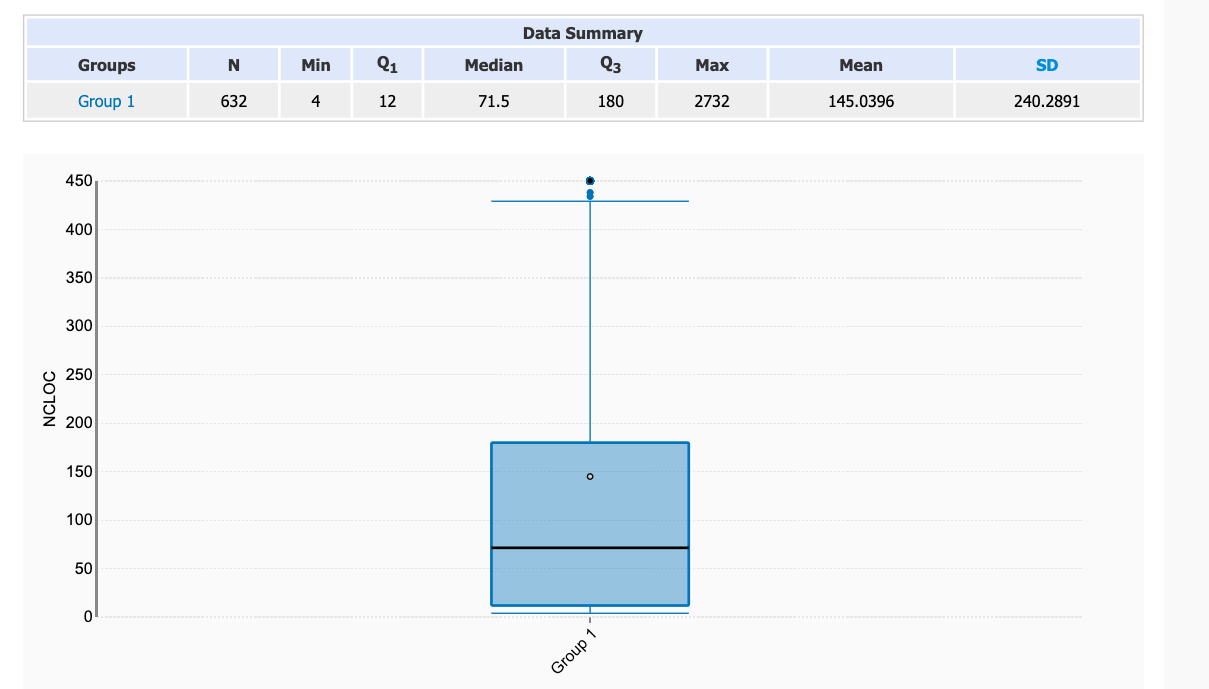 Data Summary
Groups N Min Q1 Median Q3 Max Mean SD
Group 1 632 4 12 71.5 180 2732 145.0396 240.2891
450
400
350
300
250
200
150
100
50
0
NCLOC
Group 1